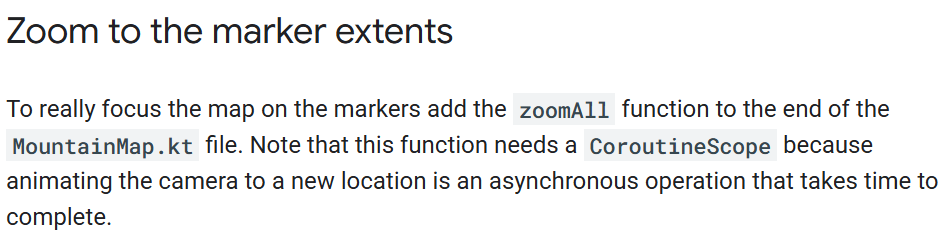 Zoom to the marker extents
To really focus the map on the markers add the zoomAll function to the end of the
MountainMap.kt file. Note that this function needs a CoroutineScope because
animating the camera to a new location is an asynchronous operation that takes time to
complete.